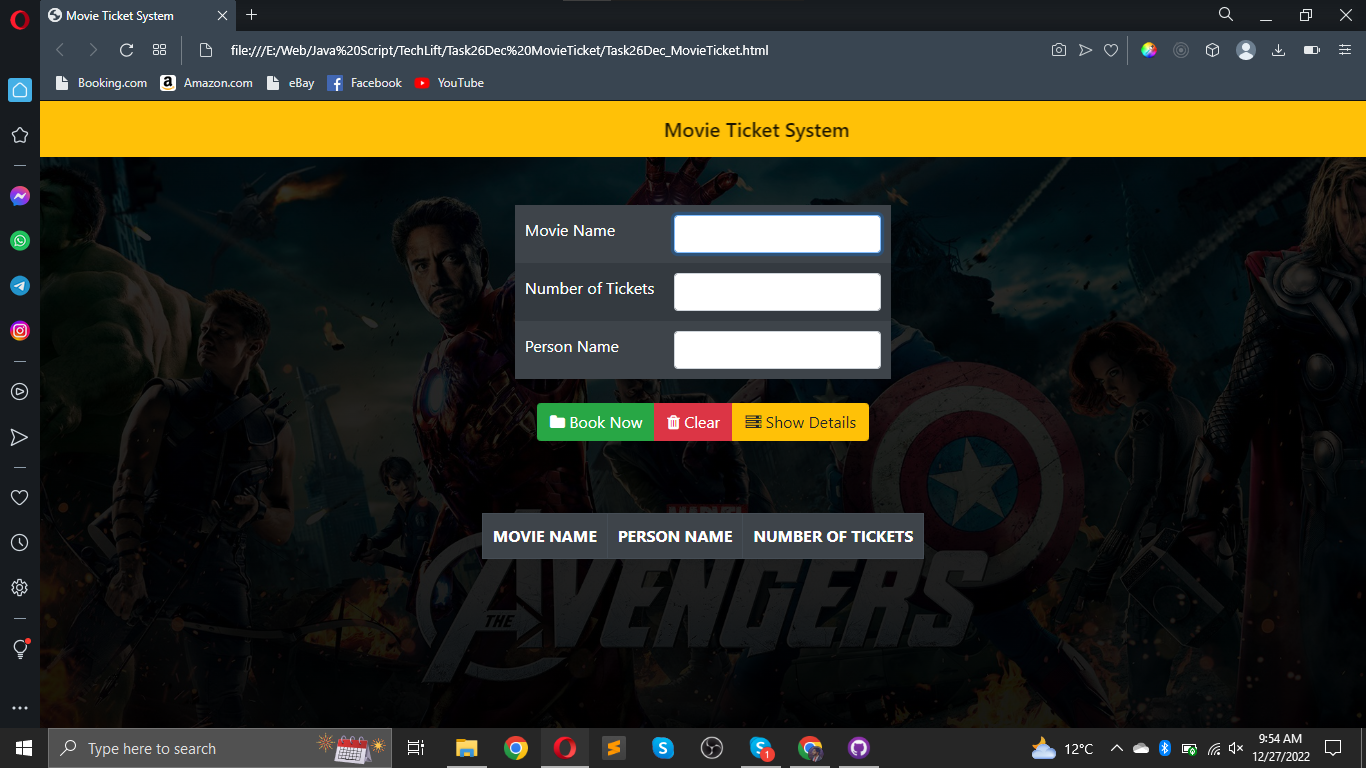 Movie Ticket System
file:///E:/Web/Java%20Script/TechLift/Task26Dec%20MovieTicket/Task26Dec_MovieTicket.html
Booking.com Amazon.com eBay Facebook YouTube
Movie Ticket System
Movie Name
Number of Tickets
Person Name
Book Now Clear Show Details
MARVEL
MOVIE NAME PERSON NAME NUMBER OF TICKETS
THE AVENGERS
Type here to search
1
12°C
9:54 AM
12/27/2022